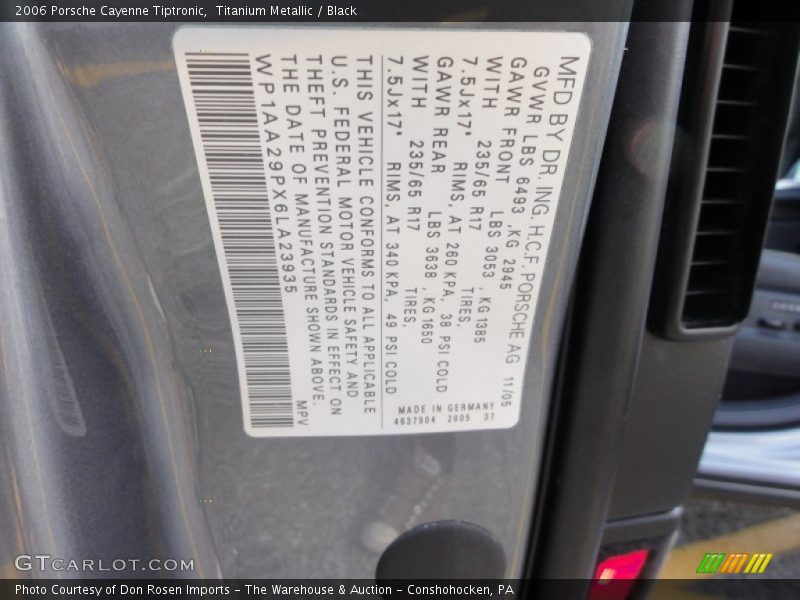 2006 Porsche Cayenne Tiptronic, Titanium Metallic / Black
MFD BY DR. ING. H.C.F. PORSCHE AG 11/05
GVWR LBS 6493 ,KG 2945
GAWR FRONT LBS 3053 , KG 1385
WITH 235/65 R17 TIRES,
7.5Jx17" RIMS, AT 260 KPA, 38 PSI COLD
GAWR REAR LBS 3638 , KG 1650
WITH 235/65 R17 TIRES,
7.5Jx17" RIMS, AT 340 KPA, 49 PSI COLD
MADE IN GERMANY
4637904 2005 37
THIS VEHICLE CONFORMS TO ALL APPLICABLE
U.S. FEDERAL MOTOR VEHICLE SAFETY AND
THEFT PREVENTION STANDARDS IN EFFECT ON
THE DATE OF MANUFACTURE SHOWN ABOVE.
WP1AA29PX6LA23935 MPV
GTCARLOT.COM
Photo Courtesy of Don Rosen Imports – The Warehouse & Auction – Conshohocken, PA